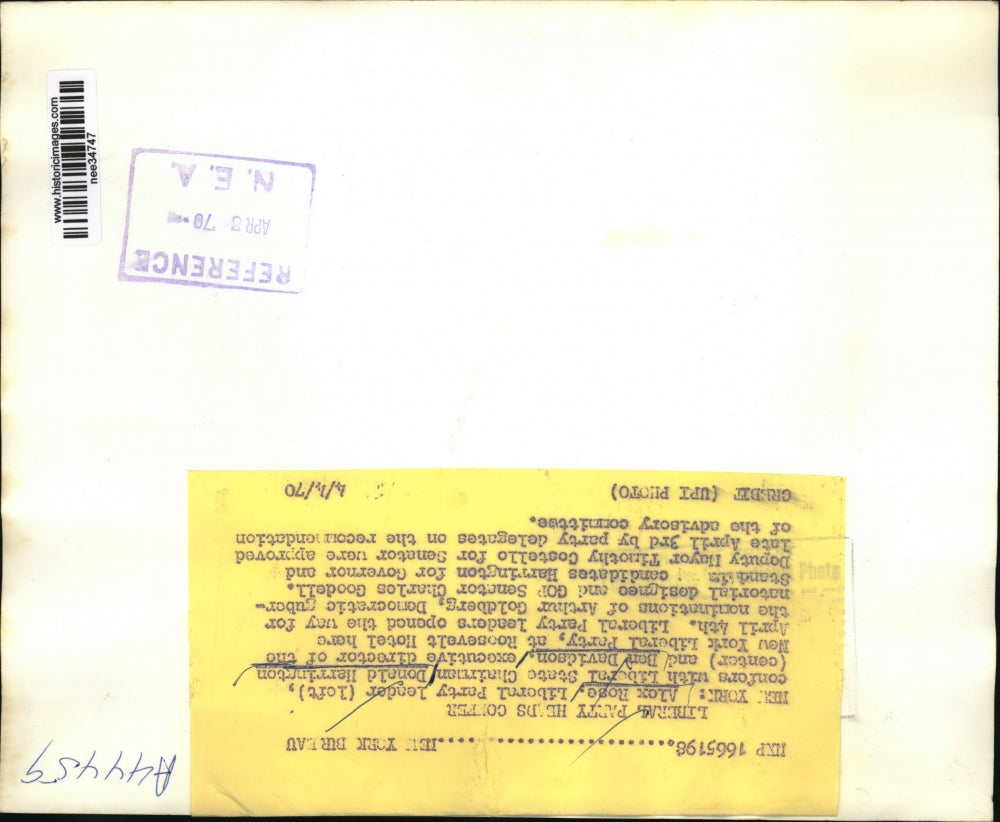 www.historicimages.com
nee34747
REFERENCE
APR 3 '70
N. E. A.
NXP 1665198..............................NEW YORK BUREAU
LIBERAL PARTY HEADS CONFER
NEW YORK: Alex Rose, Liberal Party leader (left),
confers with Liberal State Chairman Donald Harrington
(center) and Ben Davidson, executive director of the
New York Liberal Party, at Roosevelt Hotel here
April 4th. Liberal Party leaders opened the way for
the nominations of Arthur Goldberg, Democratic guber-
natorial designee and GOP Senator Charles Goodell.
Standin candidates Harrington for Governor and
Deputy Mayor Timothy Costello for Senator were approved
late April 3rd by party delegates on the recommendation
of the advisory committee.
CREDIT (UPI PHOTO) 4/4/70
Photo
A44459